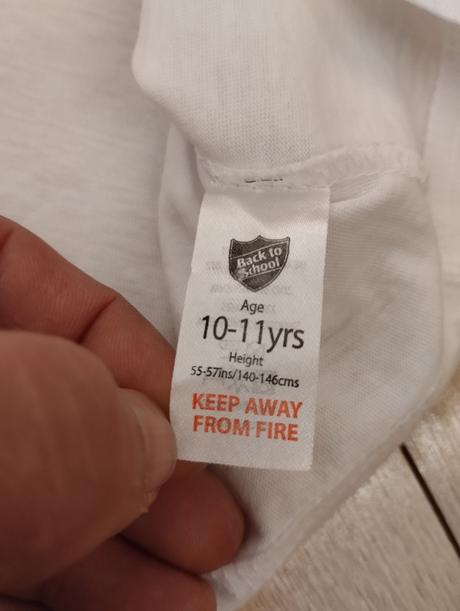 Back to
School
Age
10-11yrs
Height
55-57ins/140-146cms
KEEP AWAY
FROM FIRE